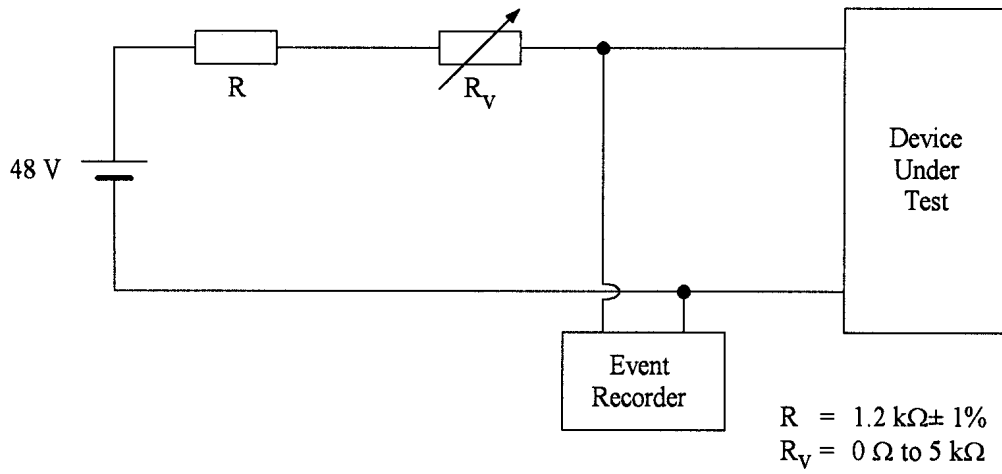 R
R_V
48 V
Device
Under
Test
Event
Recorder
R = 1.2 kΩ± 1%
R_V = 0 Ω to 5 kΩ